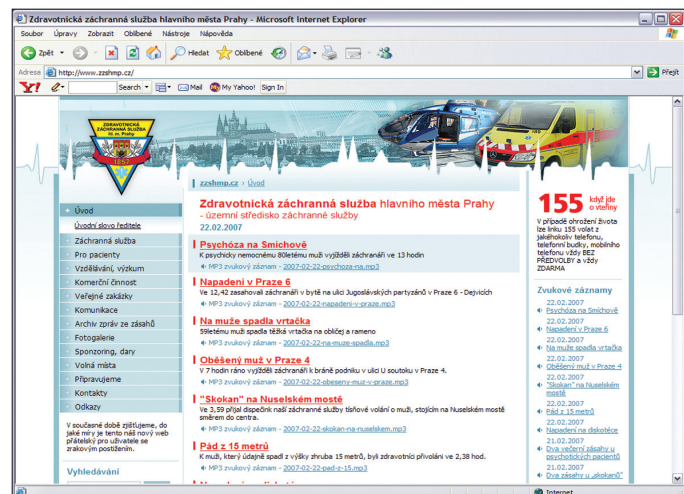 Zdravotnická záchranná služba hlavního města Prahy - Microsoft Internet Explorer
Soubor Úpravy Zobrazit Oblíbené Nástroje Nápověda
Zpět Hledat Oblíbené
Adresa http://www.zzshmp.cz/ Přejít
Y! Search Mail My Yahoo! Sign In
ZDRAVOTNICKÁ
ZÁCHRANNÁ SLUŽBA
hl. m. Prahy
1857
zzshmp.cz › Úvod
Úvod
Úvodní slovo ředitele
Záchranná služba
Pro pacienty
Vzdělávání, výzkum
Komerční činnost
Veřejné zakázky
Komunikace
Archiv zpráv ze zásahů
Fotogalerie
Sponzoring, dary
Volná místa
Připravujeme
Kontakty
Odkazy
V současné době zjišťujeme, do
jaké míry je tento náš nový web
přátelský pro uživatele se
zrakovým postižením.
Vyhledávání
Zdravotnická záchranná služba hlavního města Prahy
- územní středisko záchranné služby
22.02.2007
Psychóza na Smíchově
K psychicky nemocnému 80letému muži vyjížděli záchranáři ve 13 hodin
MP3 zvukový záznam - 2007-02-22-psychoza-na.mp3
Napadení v Praze 6
Ve 12,42 zasahovali záchranáři v bytě na ulici Jugoslávských partyzánů v Praze 6 - Dejvicích
MP3 zvukový záznam - 2007-02-22-napadeni-v-praze.mp3
Na muže spadla vrtačka
59letému muži spadla těžká vrtačka na obličej a rameno
MP3 zvukový záznam - 2007-02-22-na-muze-spadla.mp3
Oběšený muž v Praze 4
V 7 hodin ráno vyjížděli záchranáři k bráně podniku v ulici U soutoku v Praze 4.
MP3 zvukový záznam - 2007-02-22-obeseny-muz-v-praze.mp3
"Skokan" na Nuselském mostě
Ve 3,59 přijal dispečink naší záchranné služby tísňové volání o muži, stojícím na Nuselském mostě
směrem do centra.
MP3 zvukový záznam - 2007-02-22-skokan-na-nuselskem.mp3
Pád z 15 metrů
K muži, který údajně spadl z výšky zhruba 15 metrů, byli zdravotníci přivoláni ve 2,38 hod.
MP3 zvukový záznam - 2007-02-22-pad-z-15.mp3
155 když jde
o vteřiny
V případě ohrožení života
lze linku 155 volat z
jakéhokoliv telefonu,
telefonní budky, mobilního
telefonu vždy BEZ
PŘEDVOLBY a vždy
ZDARMA
Zvukové záznamy
22.02.2007
Psychóza na Smíchově
22.02.2007
Napadení v Praze 6
22.02.2007
Na muže spadla vrtačka
22.02.2007
Oběšený muž v Praze 4
22.02.2007
"Skokan" na Nuselském
mostě
22.02.2007
Pád z 15 metrů
22.02.2007
Napadení na diskotéce
21.02.2007
Dva večerní zásahy u
psychotických pacientů
21.02.2007
Dva zásahy u „skokanů"
Internet